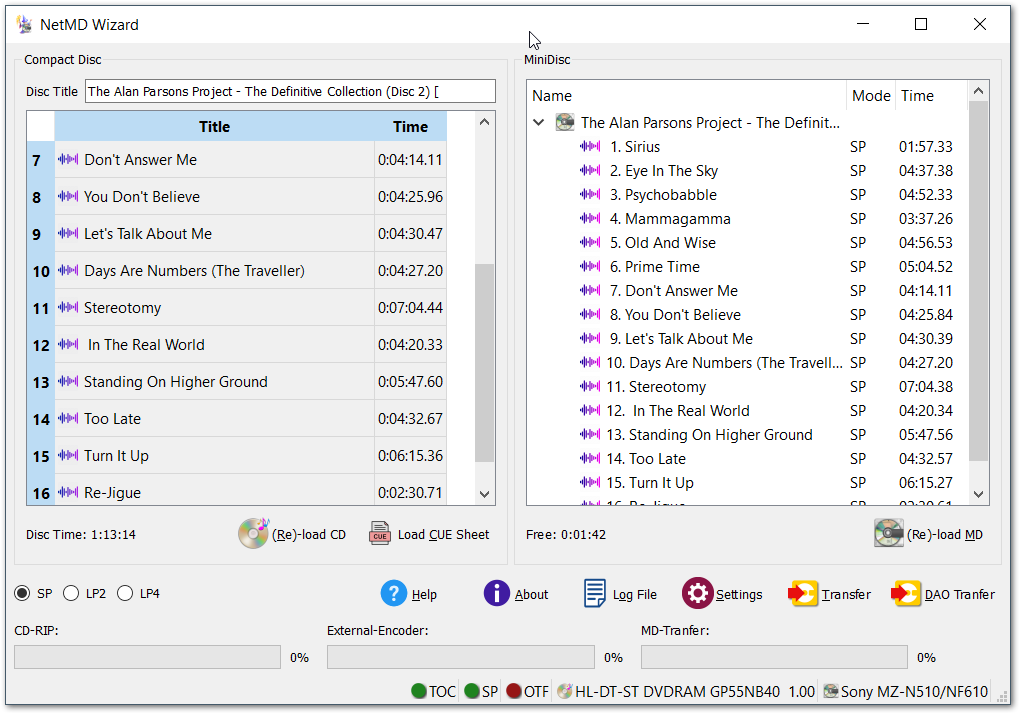 NetMD Wizard
Compact Disc
Disc Title The Alan Parsons Project - The Definitive Collection (Disc 2) [
Title Time
7 Don't Answer Me 0:04:14.11
8 You Don't Believe 0:04:25.96
9 Let's Talk About Me 0:04:30.47
10 Days Are Numbers (The Traveller) 0:04:27.20
11 Stereotomy 0:07:04.44
12 In The Real World 0:04:20.33
13 Standing On Higher Ground 0:05:47.60
14 Too Late 0:04:32.67
15 Turn It Up 0:06:15.36
16 Re-Jigue 0:02:30.71
Disc Time: 1:13:14 (Re)-load CD CUE Load CUE Sheet
MiniDisc
Name Mode Time
The Alan Parsons Project - The Definit...
1. Sirius SP 01:57.33
2. Eye In The Sky SP 04:37.38
3. Psychobabble SP 04:52.33
4. Mammagamma SP 03:37.26
5. Old And Wise SP 04:56.53
6. Prime Time SP 05:04.52
7. Don't Answer Me SP 04:14.11
8. You Don't Believe SP 04:25.84
9. Let's Talk About Me SP 04:30.39
10. Days Are Numbers (The Travell... SP 04:27.20
11. Stereotomy SP 07:04.38
12. In The Real World SP 04:20.34
13. Standing On Higher Ground SP 05:47.56
14. Too Late SP 04:32.57
15. Turn It Up SP 06:15.27
16. Re-Jigue SP 02:30.61
Free: 0:01:42 (Re)-load MD
SP LP2 LP4 Help About Log File Settings Transfer DAO Tranfer
CD-RIP: External-Encoder: MD-Tranfer:
0% 0% 0%
TOC SP OTF HL-DT-ST DVDRAM GP55NB40 1.00 Sony MZ-N510/NF610